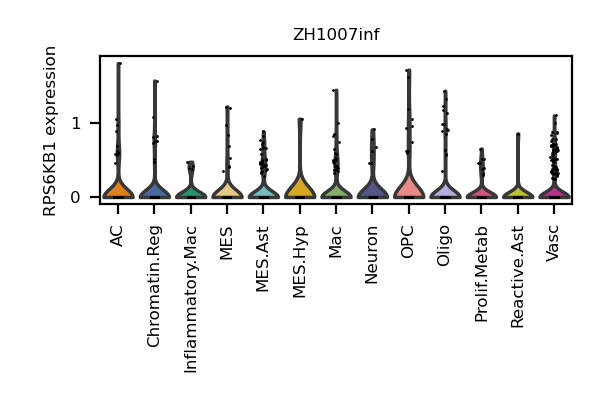 ZH1007inf
RPS6KB1 expression
1
0
AC
Chromatin.Reg
Inflammatory.Mac
MES
MES.Ast
MES.Hyp
Mac
Neuron
OPC
Oligo
Prolif.Metab
Reactive.Ast
Vasc